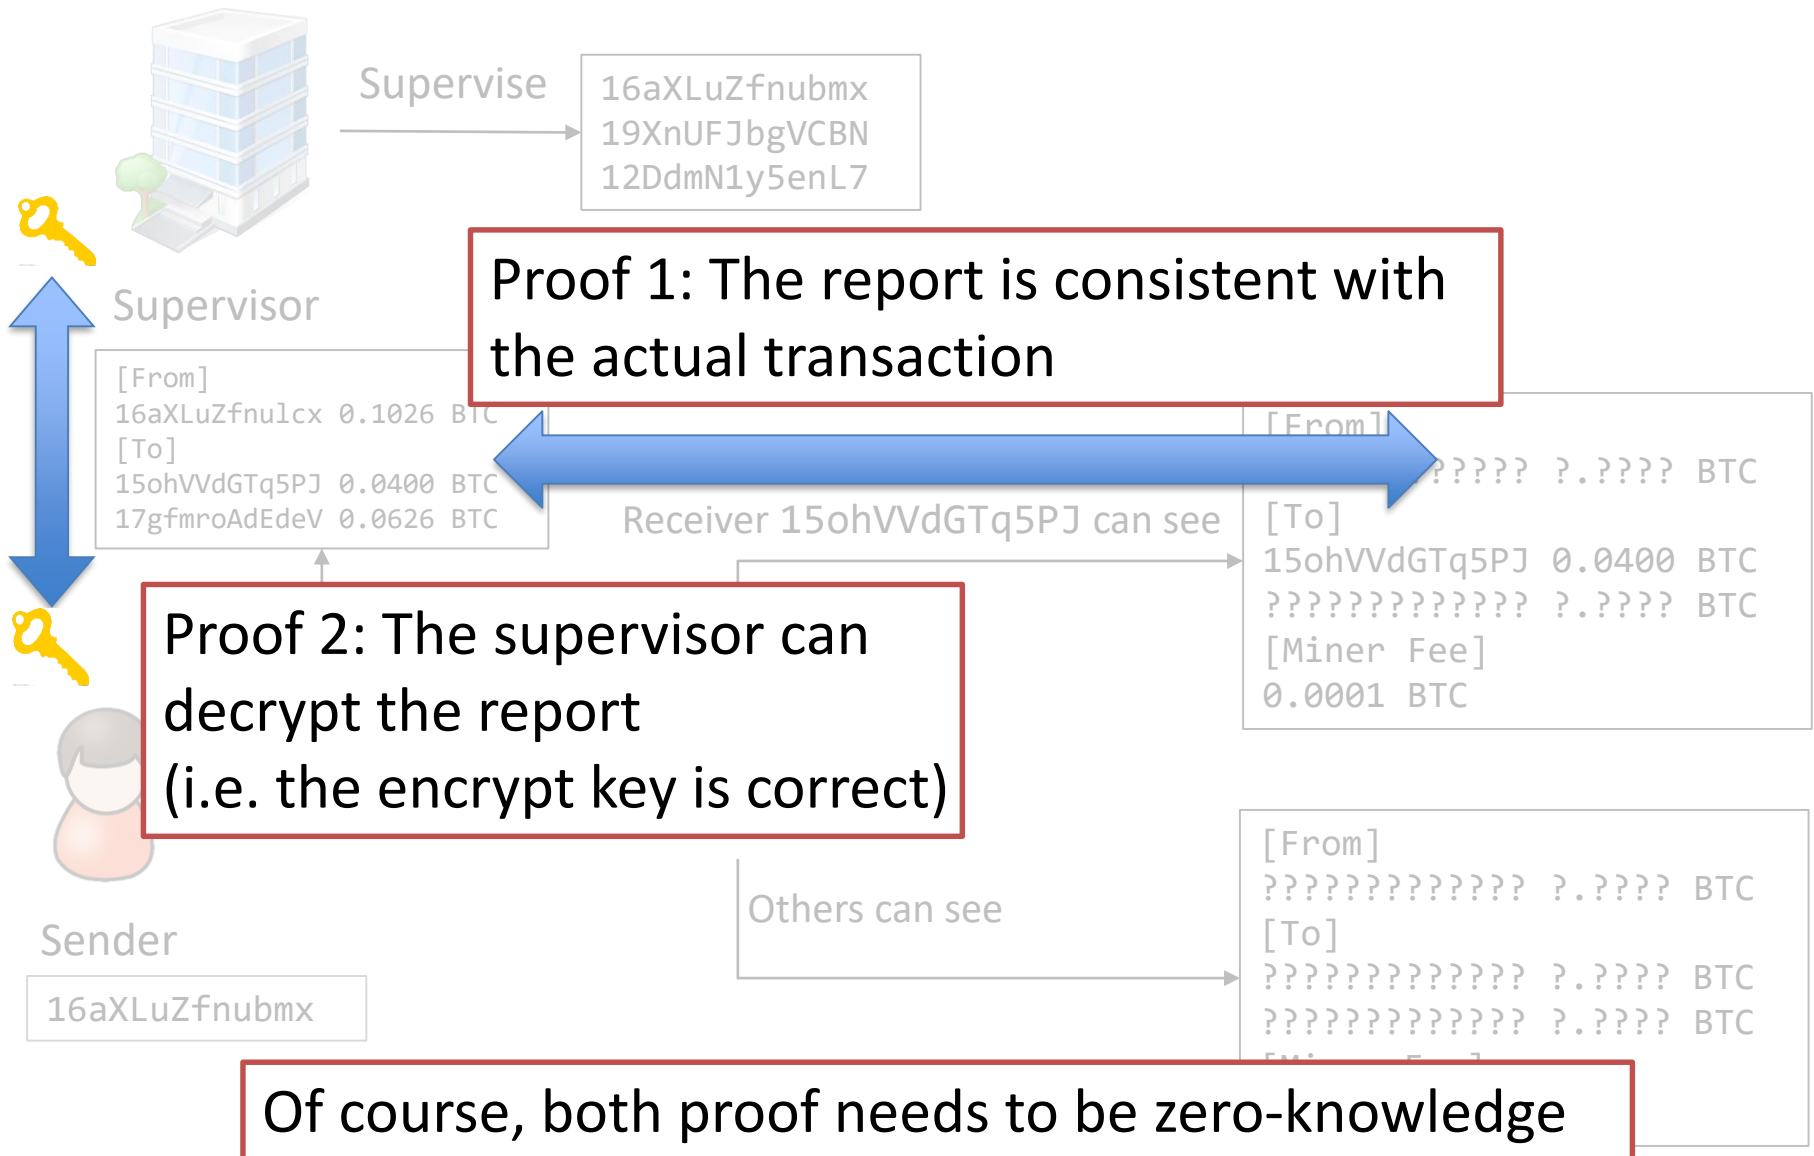 Supervise
16aXLuZfnubmx
19XnUFJbgVCBN
12DdmN1y5enL7
Supervisor
Proof 1: The report is consistent with
the actual transaction
[From]
16aXLuZfnulcx 0.1026 BTC
[To]
15ohVVdGTq5PJ 0.0400 BTC
17gfmroAdEdeV 0.0626 BTC
Receiver 15ohVVdGTq5PJ can see
[From]
????? ?.???? BTC
[To]
15ohVVdGTq5PJ 0.0400 BTC
????????????? ?.???? BTC
[Miner Fee]
0.0001 BTC
Proof 2: The supervisor can
decrypt the report
(i.e. the encrypt key is correct)
Sender
16aXLuZfnubmx
Others can see
[From]
????????????? ?.???? BTC
[To]
????????????? ?.???? BTC
????????????? ?.???? BTC
Of course, both proof needs to be zero-knowledge